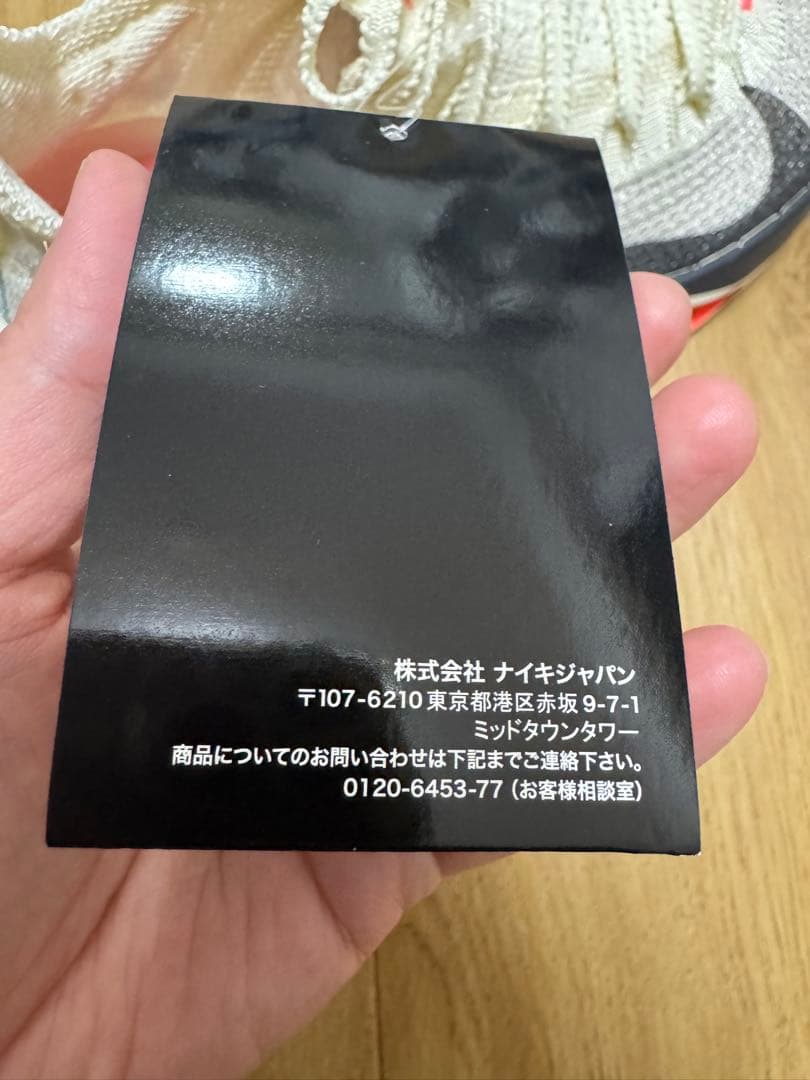 株式会社 ナイキジャパン
〒107-6210 東京都港区赤坂 9-7-1
ミッドタウンタワー
商品についてのお問い合わせは下記までご連絡下さい。
0120-6453-77（お客様相談室）